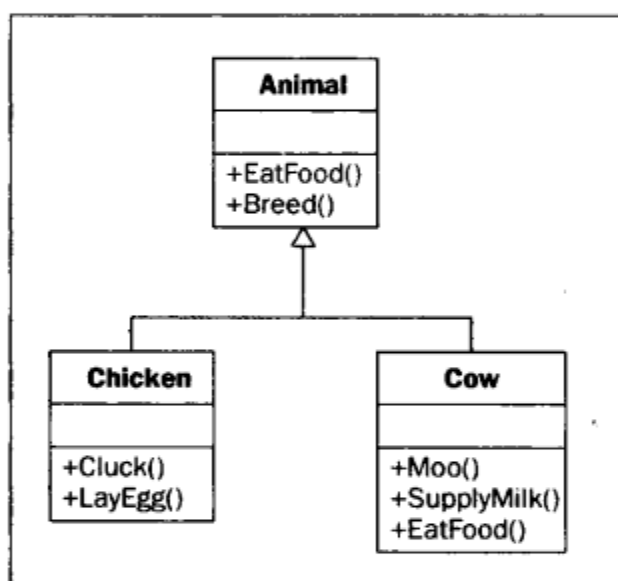 Animal
+EatFood()
+Breed()
Chicken
+Cluck()
+LayEgg()
Cow
+Moo()
+SupplyMilk()
+EatFood()